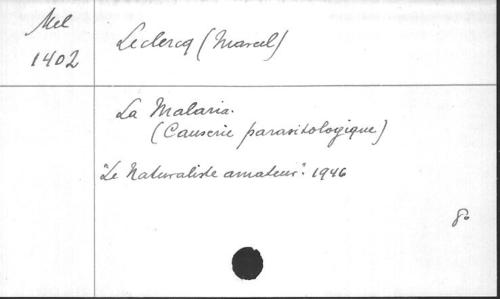 Mel
1402
Leclercq (Marcel)
La Malaria.
(Causerie parasitologique)
"Le Naturaliste amateur". 1946
8°